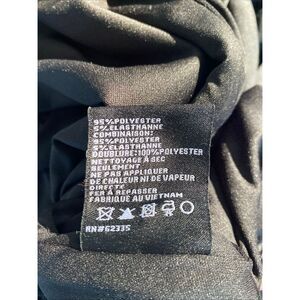 95%POLYESTER
5%ELASTHANNE
COMBINAISON:
95%POLYESTER
5%ELASTHANNE
DOUBLURE:100%POLYESTER
NETTOYAGE A SEC
SEULEMENT
NE PAS APPLIQUER
DE CHALEUR NI DE VAPEUR
DIRECTE
FER A REPASSER
FABRIQUE AU VIETNAM
RN#62335